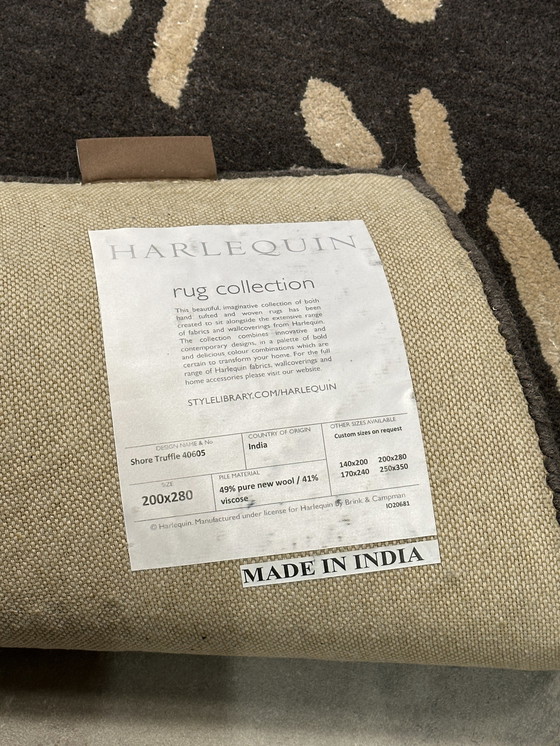 HARLEQUIN
rug collection
This beautiful, imaginative collection of both
hand tufted and woven rugs has been
created to sit alongside the extensive range
of fabrics and wallcoverings from Harlequin.
The collection combines innovative and
contemporary designs, in a palette of bold
and delicious colour combinations which are
certain to transform your home. For the full
range of Harlequin fabrics, wallcoverings and
home accessories please visit our website
STYLELIBRARY.COM/HARLEQUIN
DESIGN NAME & No.
Shore Truffle 40605
COUNTRY OF ORIGIN
India
OTHER SIZES AVAILABLE
Custom sizes on request
140x200 200x280
170x240 250x350
SIZE
200x280
PILE MATERIAL
49% pure new wool / 41%
viscose
© Harlequin. Manufactured under license for Harlequin by Brink & Campman
IO20681
MADE IN INDIA